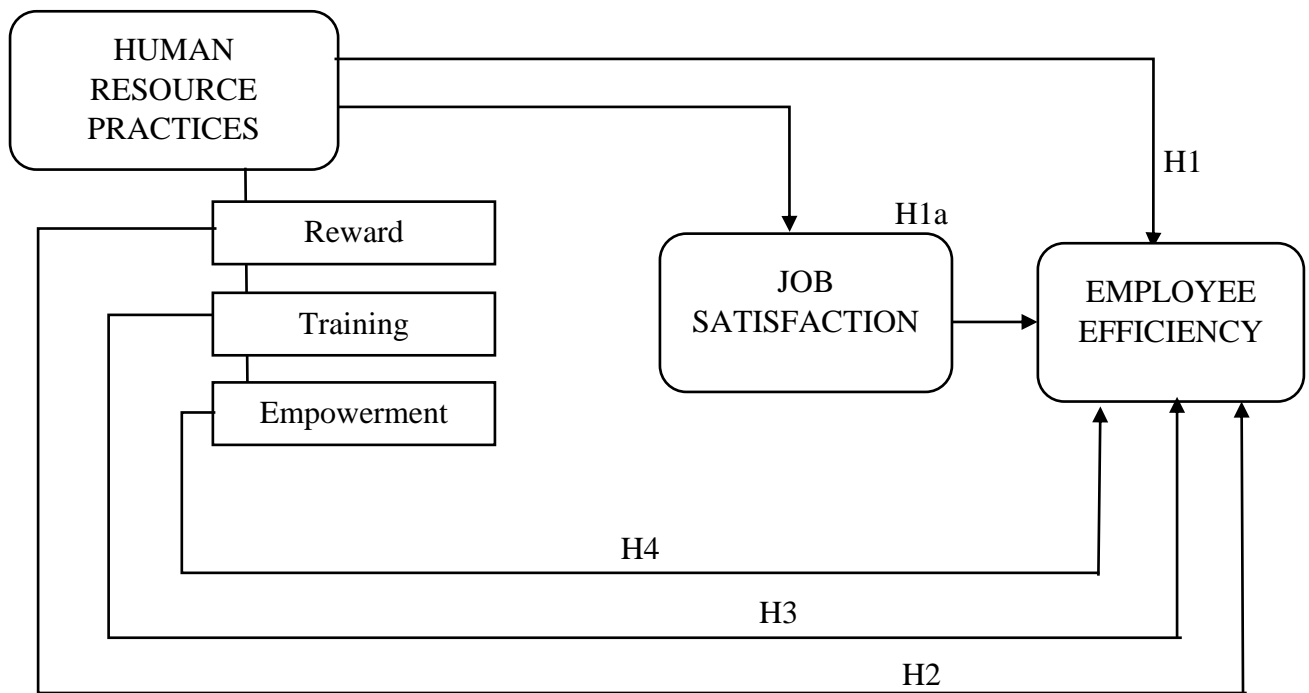 HUMAN
RESOURCE
PRACTICES
H1
Reward
H1a
JOB
SATISFACTION
EMPLOYEE
EFFICIENCY
Training
Empowerment
H4
H3
H2